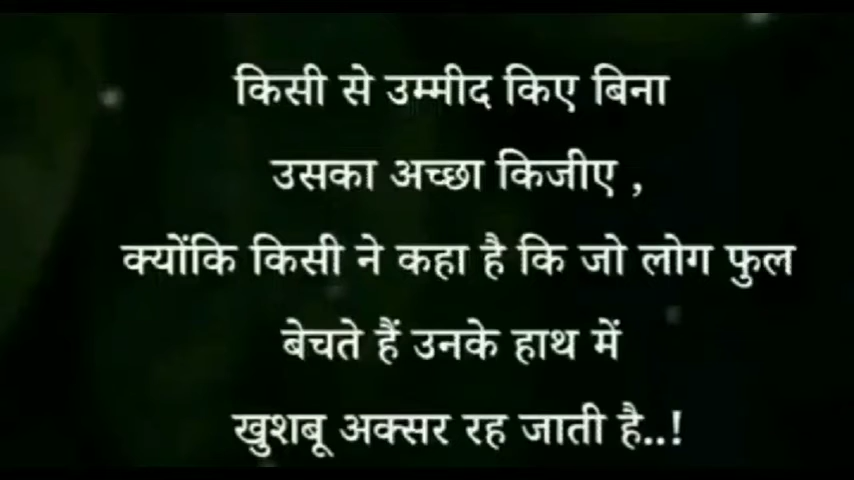 किसी से उम्मीद किए बिना
उसका अच्छा किजीए ,
क्योंकि किसी ने कहा है कि जो लोग फुल
बेचते हैं उनके हाथ में
खुशबू अक्सर रह जाती है..!